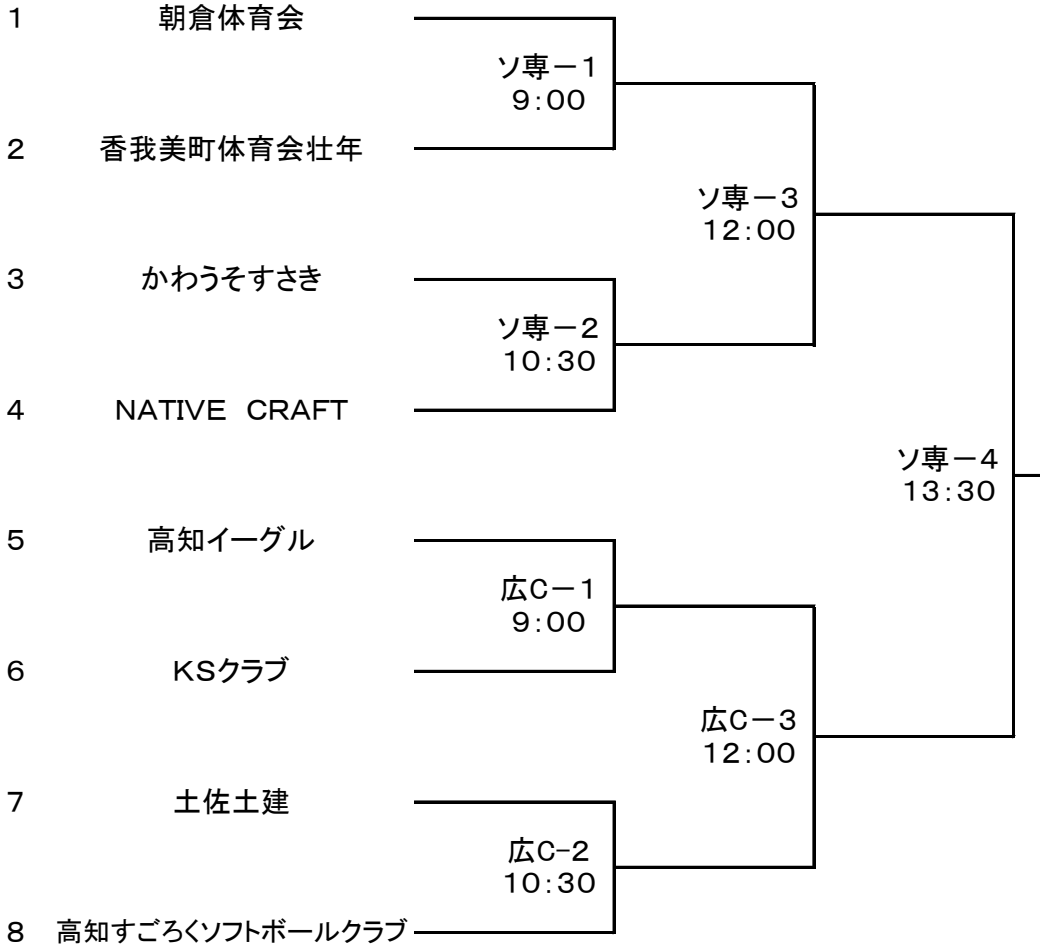 1 朝倉体育会
ソ専－1
9:00
2 香我美町体育会壮年
ソ専－3
12:00
3 かわうそすさき
ソ専－2
10:30
4 NATIVE CRAFT
ソ専－4
13:30
5 高知イーグル
広C－1
9:00
6 KSクラブ
広C－3
12:00
7 土佐土建
広C-2
10:30
8 高知すごろくソフトボールクラブ